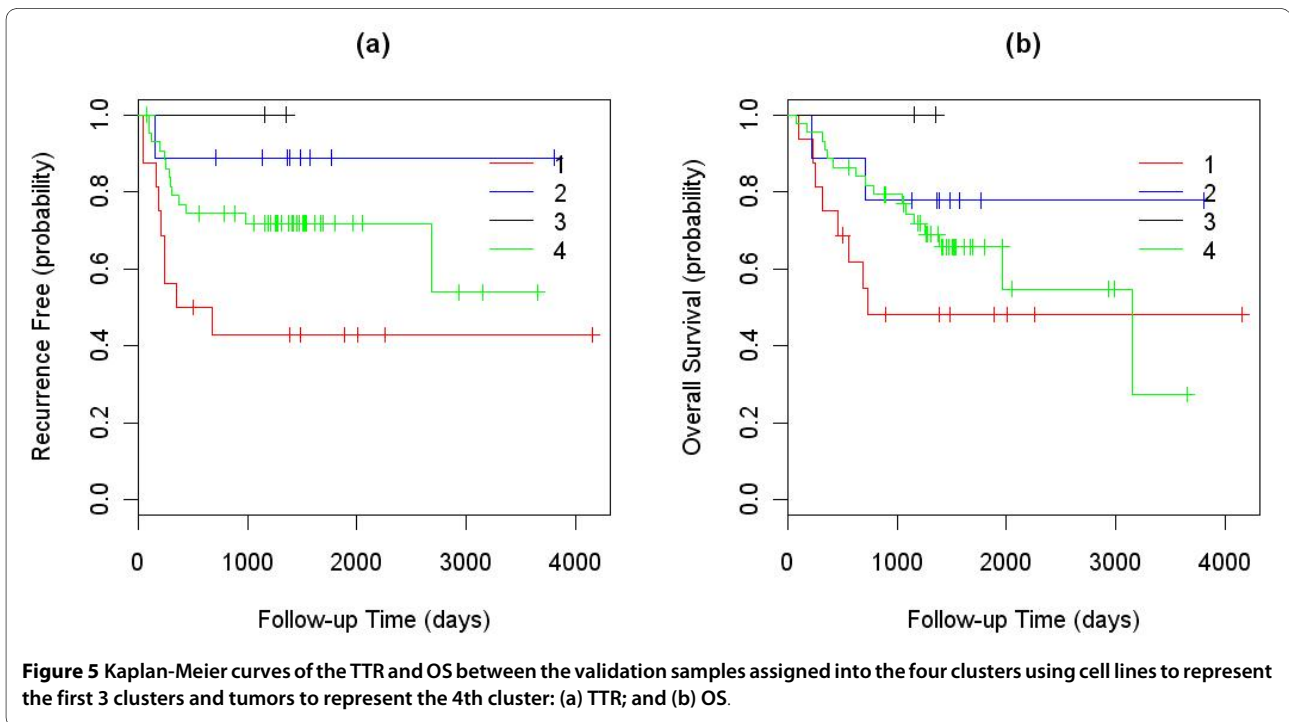 (a)
Recurrence Free (probability)
1.0
0.8
0.6
0.4
0.2
0.0
1
2
3
4
0 1000 2000 3000 4000
Follow-up Time (days)
(b)
Overall Survival (probability)
1.0
0.8
0.6
0.4
0.2
0.0
1
2
3
4
0 1000 2000 3000 4000
Follow-up Time (days)
Figure 5 Kaplan-Meier curves of the TTR and OS between the validation samples assigned into the four clusters using cell lines to represent
the first 3 clusters and tumors to represent the 4th cluster: (a) TTR; and (b) OS.